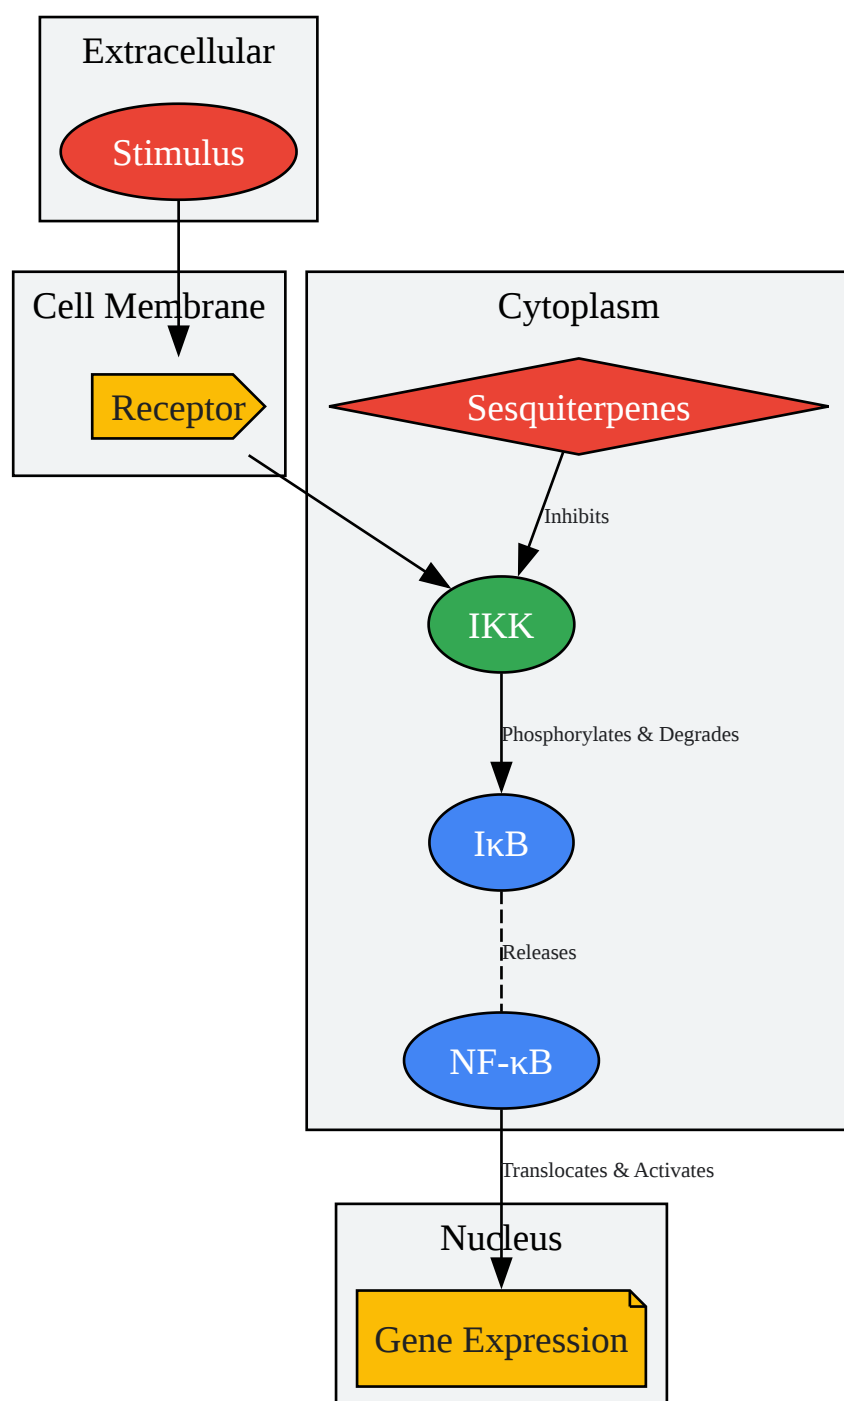 Extracellular
Stimulus
Cell Membrane
Cytoplasm
Receptor
Sesquiterpenes
Inhibits
IKK
Phosphorylates & Degrades
IκB
Releases
NF-κB
Translocates & Activates
Nucleus
Gene Expression